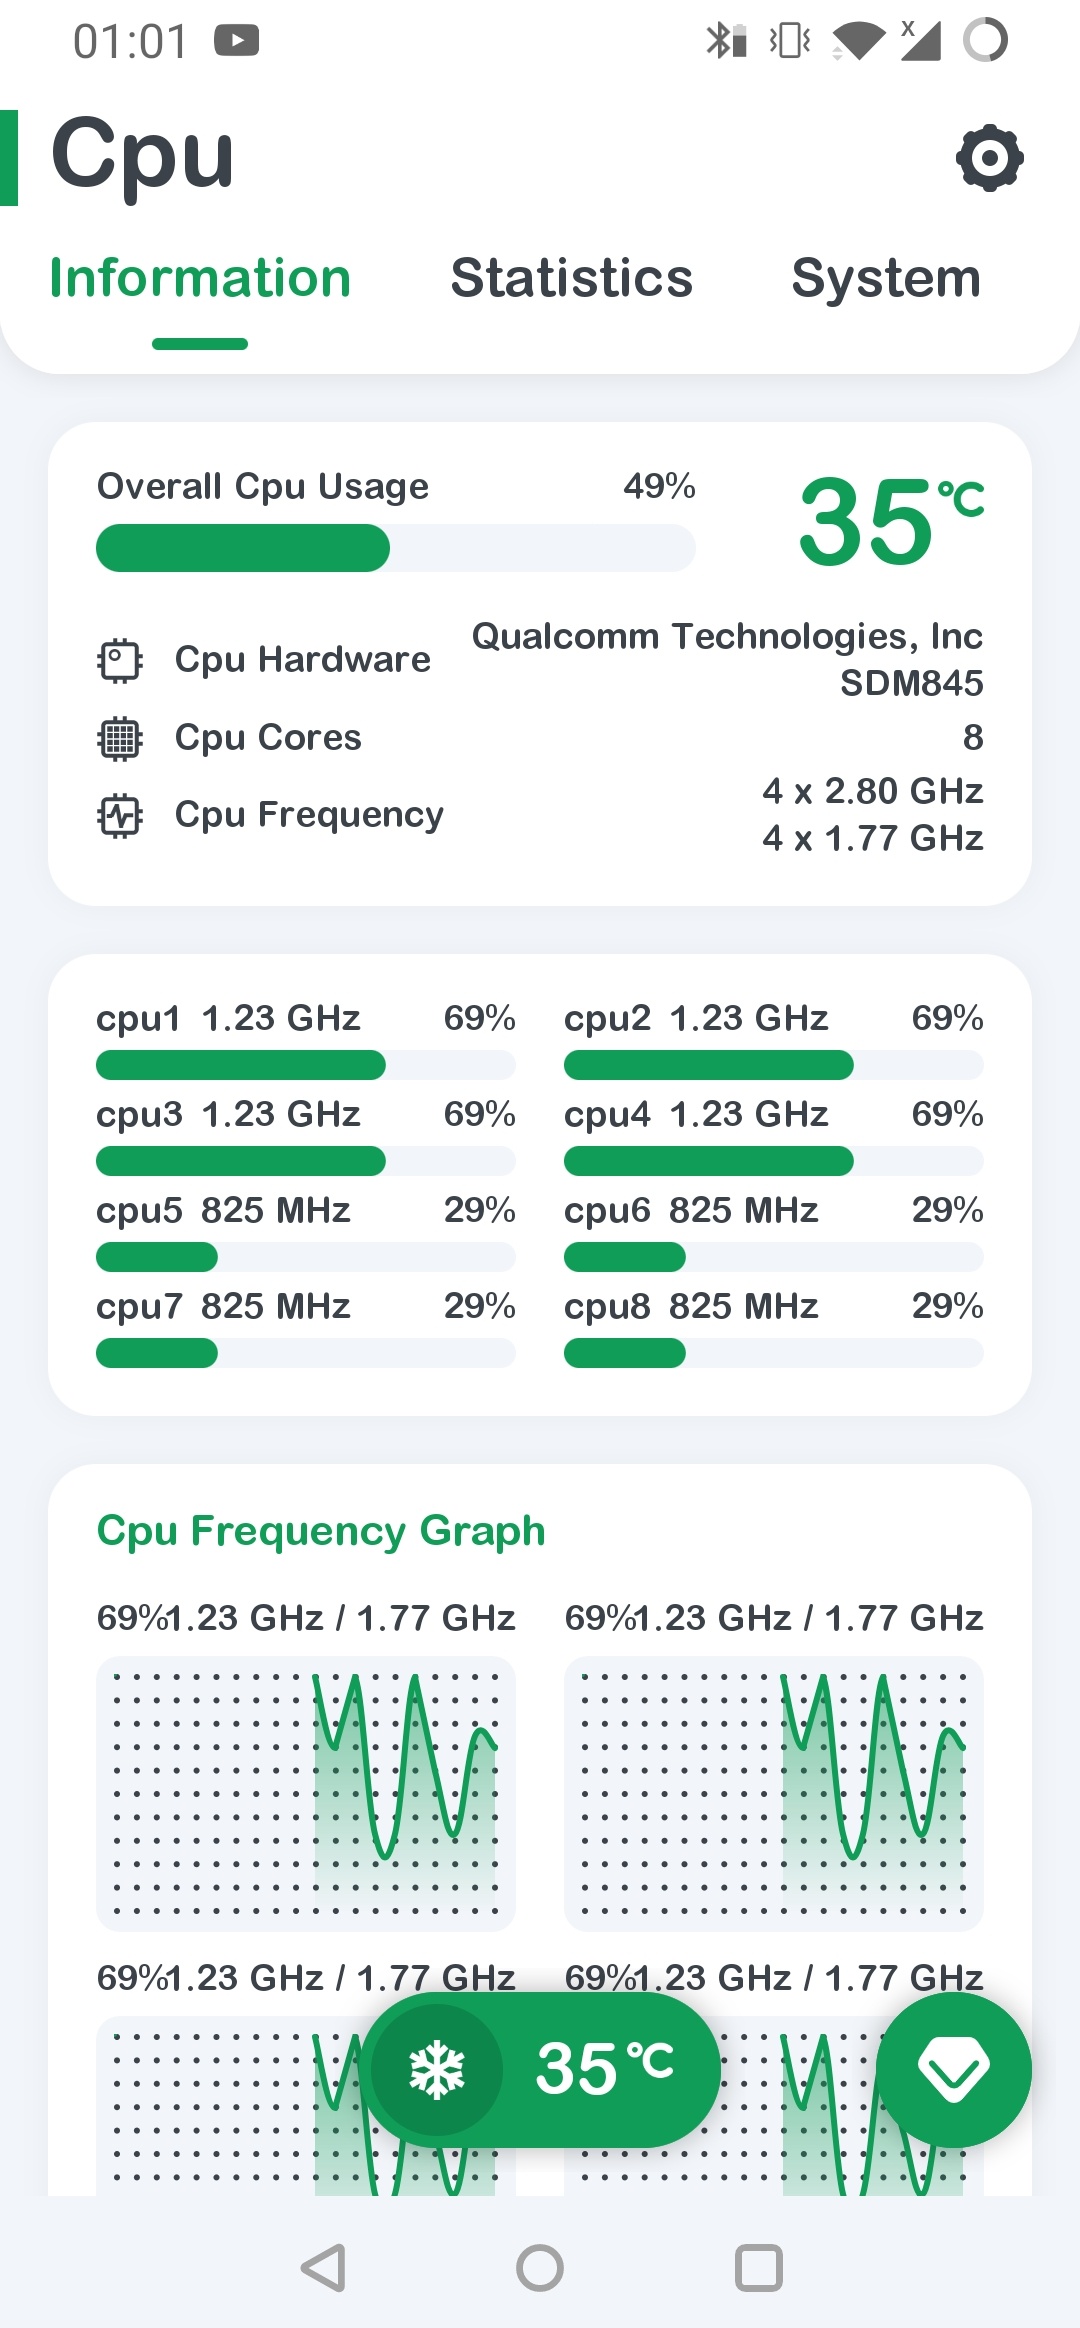 01:01
Cpu
Information Statistics System
Overall Cpu Usage 49% 35°C
Cpu Hardware Qualcomm Technologies, Inc
SDM845
Cpu Cores 8
Cpu Frequency 4 x 2.80 GHz
4 x 1.77 GHz
cpu1 1.23 GHz 69% cpu2 1.23 GHz 69%
cpu3 1.23 GHz 69% cpu4 1.23 GHz 69%
cpu5 825 MHz 29% cpu6 825 MHz 29%
cpu7 825 MHz 29% cpu8 825 MHz 29%
Cpu Frequency Graph
69% 1.23 GHz / 1.77 GHz 69% 1.23 GHz / 1.77 GHz
69% 1.23 GHz / 1.77 GHz 69% 1.23 GHz / 1.77 GHz
35°C